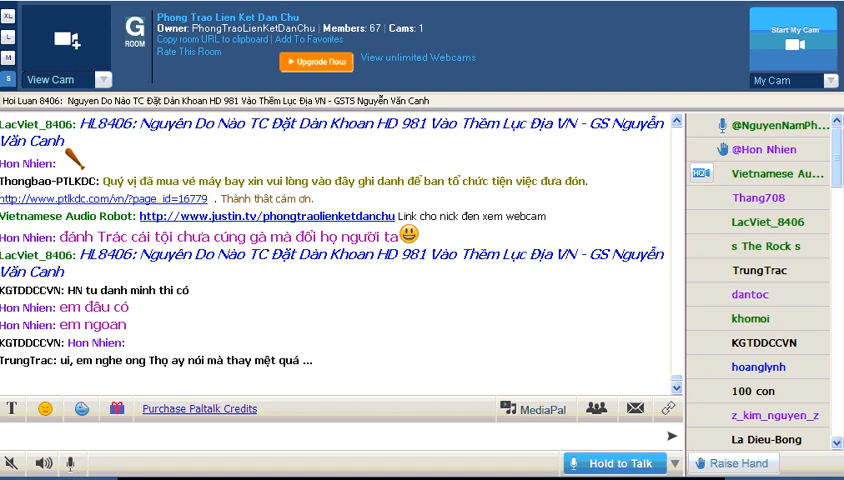 XL
L
M
S
View Cam
G
ROOM
Phong Trao Lien Ket Dan Chu
Owner: PhongTraoLienKetDanChu | Members: 67 | Cams: 1
Copy room URL to clipboard | Add To Favorites
Rate This Room
Upgrade Now
View unlimited Webcams
Start My Cam
My Cam
Hoi Luan 8406: Nguyen Do Nào TC Đặt Dàn Khoan HD 981 Vào Thềm Lục Địa VN - GSTS Nguyễn Văn Canh
LacViet_8406: HL8406: Nguyên Do Nào TC Đặt Dàn Khoan HD 981 Vào Thềm Lục Địa VN - GS Nguyễn
Văn Canh
Hon Nhien:
Thongbao-PTLKDC: Quý vị đã mua vé máy bay xin vui lòng vào đây ghi danh để ban tổ chức tiện việc đưa đón.
http://www.ptlkdc.com/vn/?page_id=16779 . Thành thât cám ơn.
Vietnamese Audio Robot: http://www.justin.tv/phongtraolienketdanchu Link cho nick đen xem webcam
Hon Nhien: đánh Trác cái tội chưa cúng gà mà đổi họ người ta
LacViet_8406: HL8406: Nguyên Do Nào TC Đặt Dàn Khoan HD 981 Vào Thềm Lục Địa VN - GS Nguyễn
Văn Canh
KGTDDCCVN: HN tu danh minh thi có
Hon Nhien: em đâu có
Hon Nhien: em ngoan
KGTDDCCVN: Hon Nhien:
TrungTrac: ui, em nghe ong Thọ ay nói mà thay mệt quá ...
@NguyenNamPh...
@Hon Nhien
HQ
Vietnamese Au...
Thang708
LacViet_8406
s The Rock s
TrungTrac
dantoc
khomoi
KGTDDCCVN
hoanglynh
100 con
z_kim_nguyen_z
La Dieu-Bong
T
Purchase Paltalk Credits
MediaPal
Hold to Talk
Raise Hand